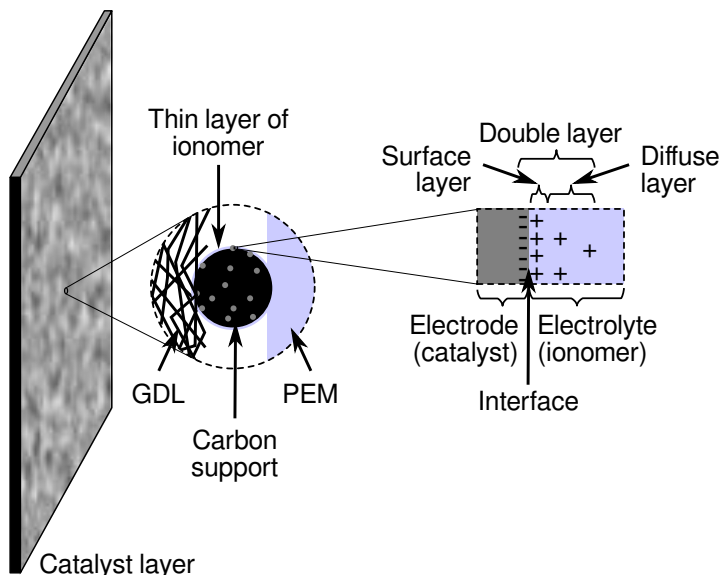 Thin layer of
ionomer
Double layer
Surface
layer
Diffuse
layer
GDL
PEM
Carbon
support
Electrode
(catalyst)
Electrolyte
(ionomer)
Interface
Catalyst layer